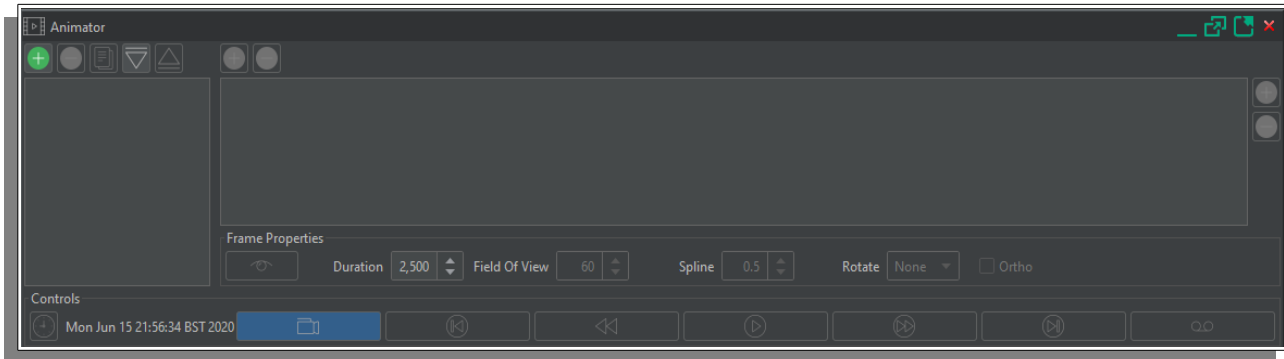 Animator
Frame Properties
Duration 2,500 Field Of View 60 Spline 0.5 Rotate None Ortho
Controls
Mon Jun 15 21:56:34 BST 2020